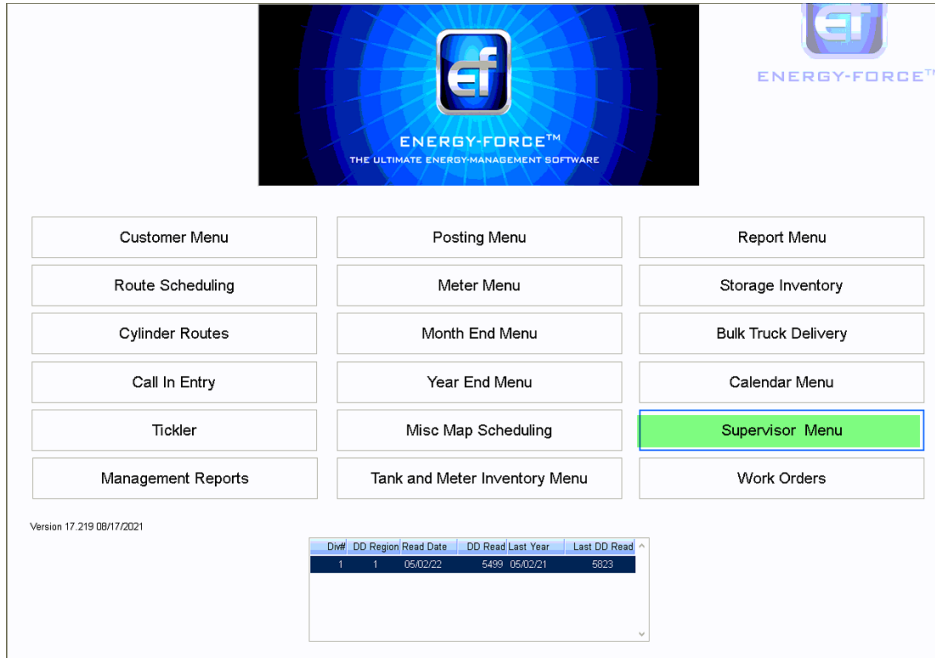 ef
ef
ENERGY-FORCE™
ENERGY-FORCE™
THE ULTIMATE ENERGY-MANAGEMENT SOFTWARE
Customer Menu Posting Menu Report Menu
Route Scheduling Meter Menu Storage Inventory
Cylinder Routes Month End Menu Bulk Truck Delivery
Call In Entry Year End Menu Calendar Menu
Tickler Misc Map Scheduling Supervisor Menu
Management Reports Tank and Meter Inventory Menu Work Orders
Version 17.219 08/17/2021
Div# DD Region Read Date DD Read Last Year Last DD Read
1 1 05/02/22 5499 05/02/21 5823